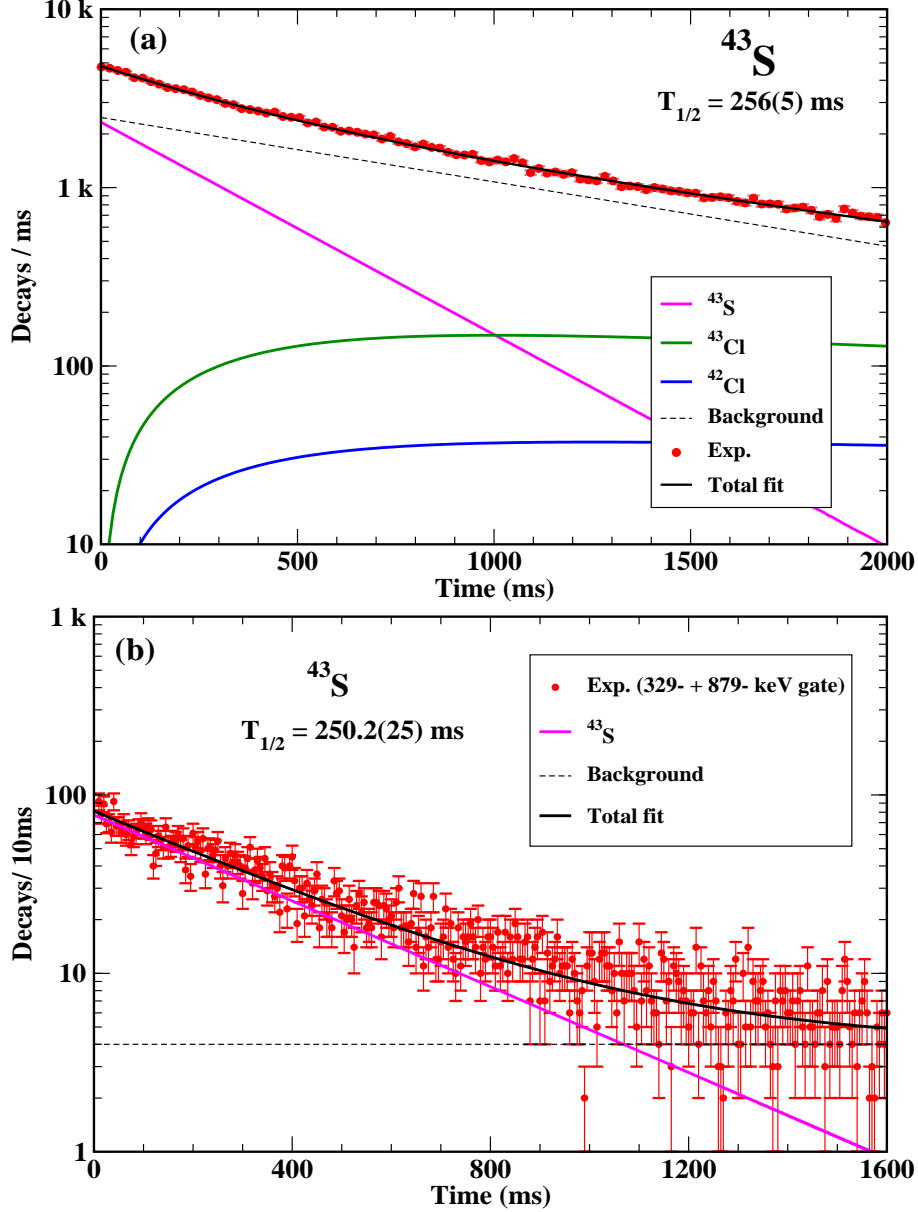 10 k
(a)
⁴³S
T₁/₂ = 256(5) ms
1 k
Decays / ms
⁴³S
⁴³Cl
100
⁴²Cl
Background
Exp.
Total fit
10
0 500 1000 1500 2000
Time (ms)
1 k
(b)
⁴³S
Exp. (329- + 879- keV gate)
T₁/₂ = 250.2(25) ms
⁴³S
Background
100
Total fit
Decays/ 10ms
10
1
0 400 800 1200 1600
Time (ms)